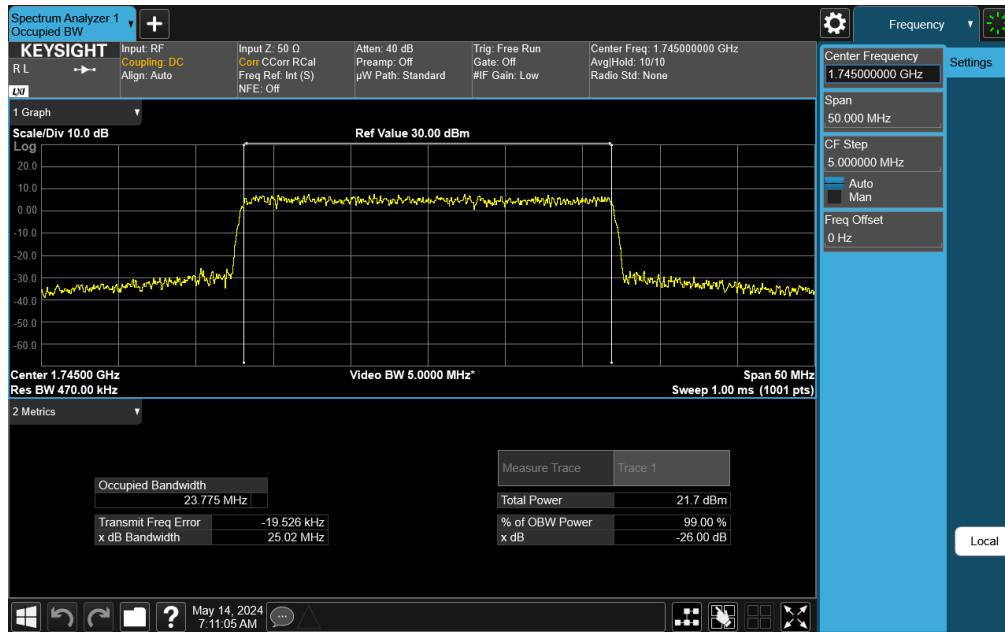 Spectrum Analyzer 1
Occupied BW
+
Frequency
KEYSIGHT
R L
LXI
Input: RF
Coupling: DC
Align: Auto
Input Z: 50 Ω
Corr CCorr RCal
Freq Ref: Int (S)
NFE: Off
Atten: 40 dB
Preamp: Off
µW Path: Standard
Trig: Free Run
Gate: Off
#IF Gain: Low
Center Freq: 1.745000000 GHz
Avg|Hold: 10/10
Radio Std: None
Center Frequency
1.745000000 GHz
Settings
Span
50.000 MHz
CF Step
5.000000 MHz
Auto
Man
Freq Offset
0 Hz
Local
1 Graph
Scale/Div 10.0 dB
Ref Value 30.00 dBm
Log
20.0
10.0
0.00
-10.0
-20.0
-30.0
-40.0
-50.0
-60.0
Center 1.74500 GHz
Video BW 5.0000 MHz*
Span 50 MHz
Res BW 470.00 kHz
Sweep 1.00 ms (1001 pts)
2 Metrics
Measure Trace
Trace 1
Occupied Bandwidth
23.775 MHz
Total Power
21.7 dBm
Transmit Freq Error
-19.526 kHz
% of OBW Power
99.00 %
x dB Bandwidth
25.02 MHz
x dB
-26.00 dB
?
May 14, 2024
7:11:05 AM